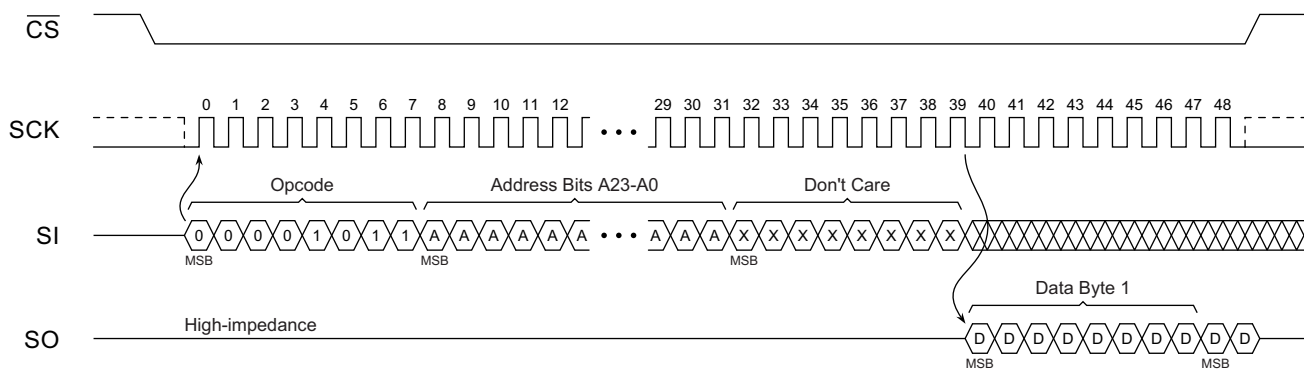 CS
0 1 2 3 4 5 6 7 8 9 10 11 12 29 30 31 32 33 34 35 36 37 38 39 40 41 42 43 44 45 46 47 48
SCK •••
Opcode Address Bits A23-A0 Don't Care
SI 0 0 0 0 1 0 1 1 A A A A A A ••• A A A X X X X X X X X
MSB MSB MSB
Data Byte 1
High-impedance
SO D D D D D D D D D D
MSB MSB